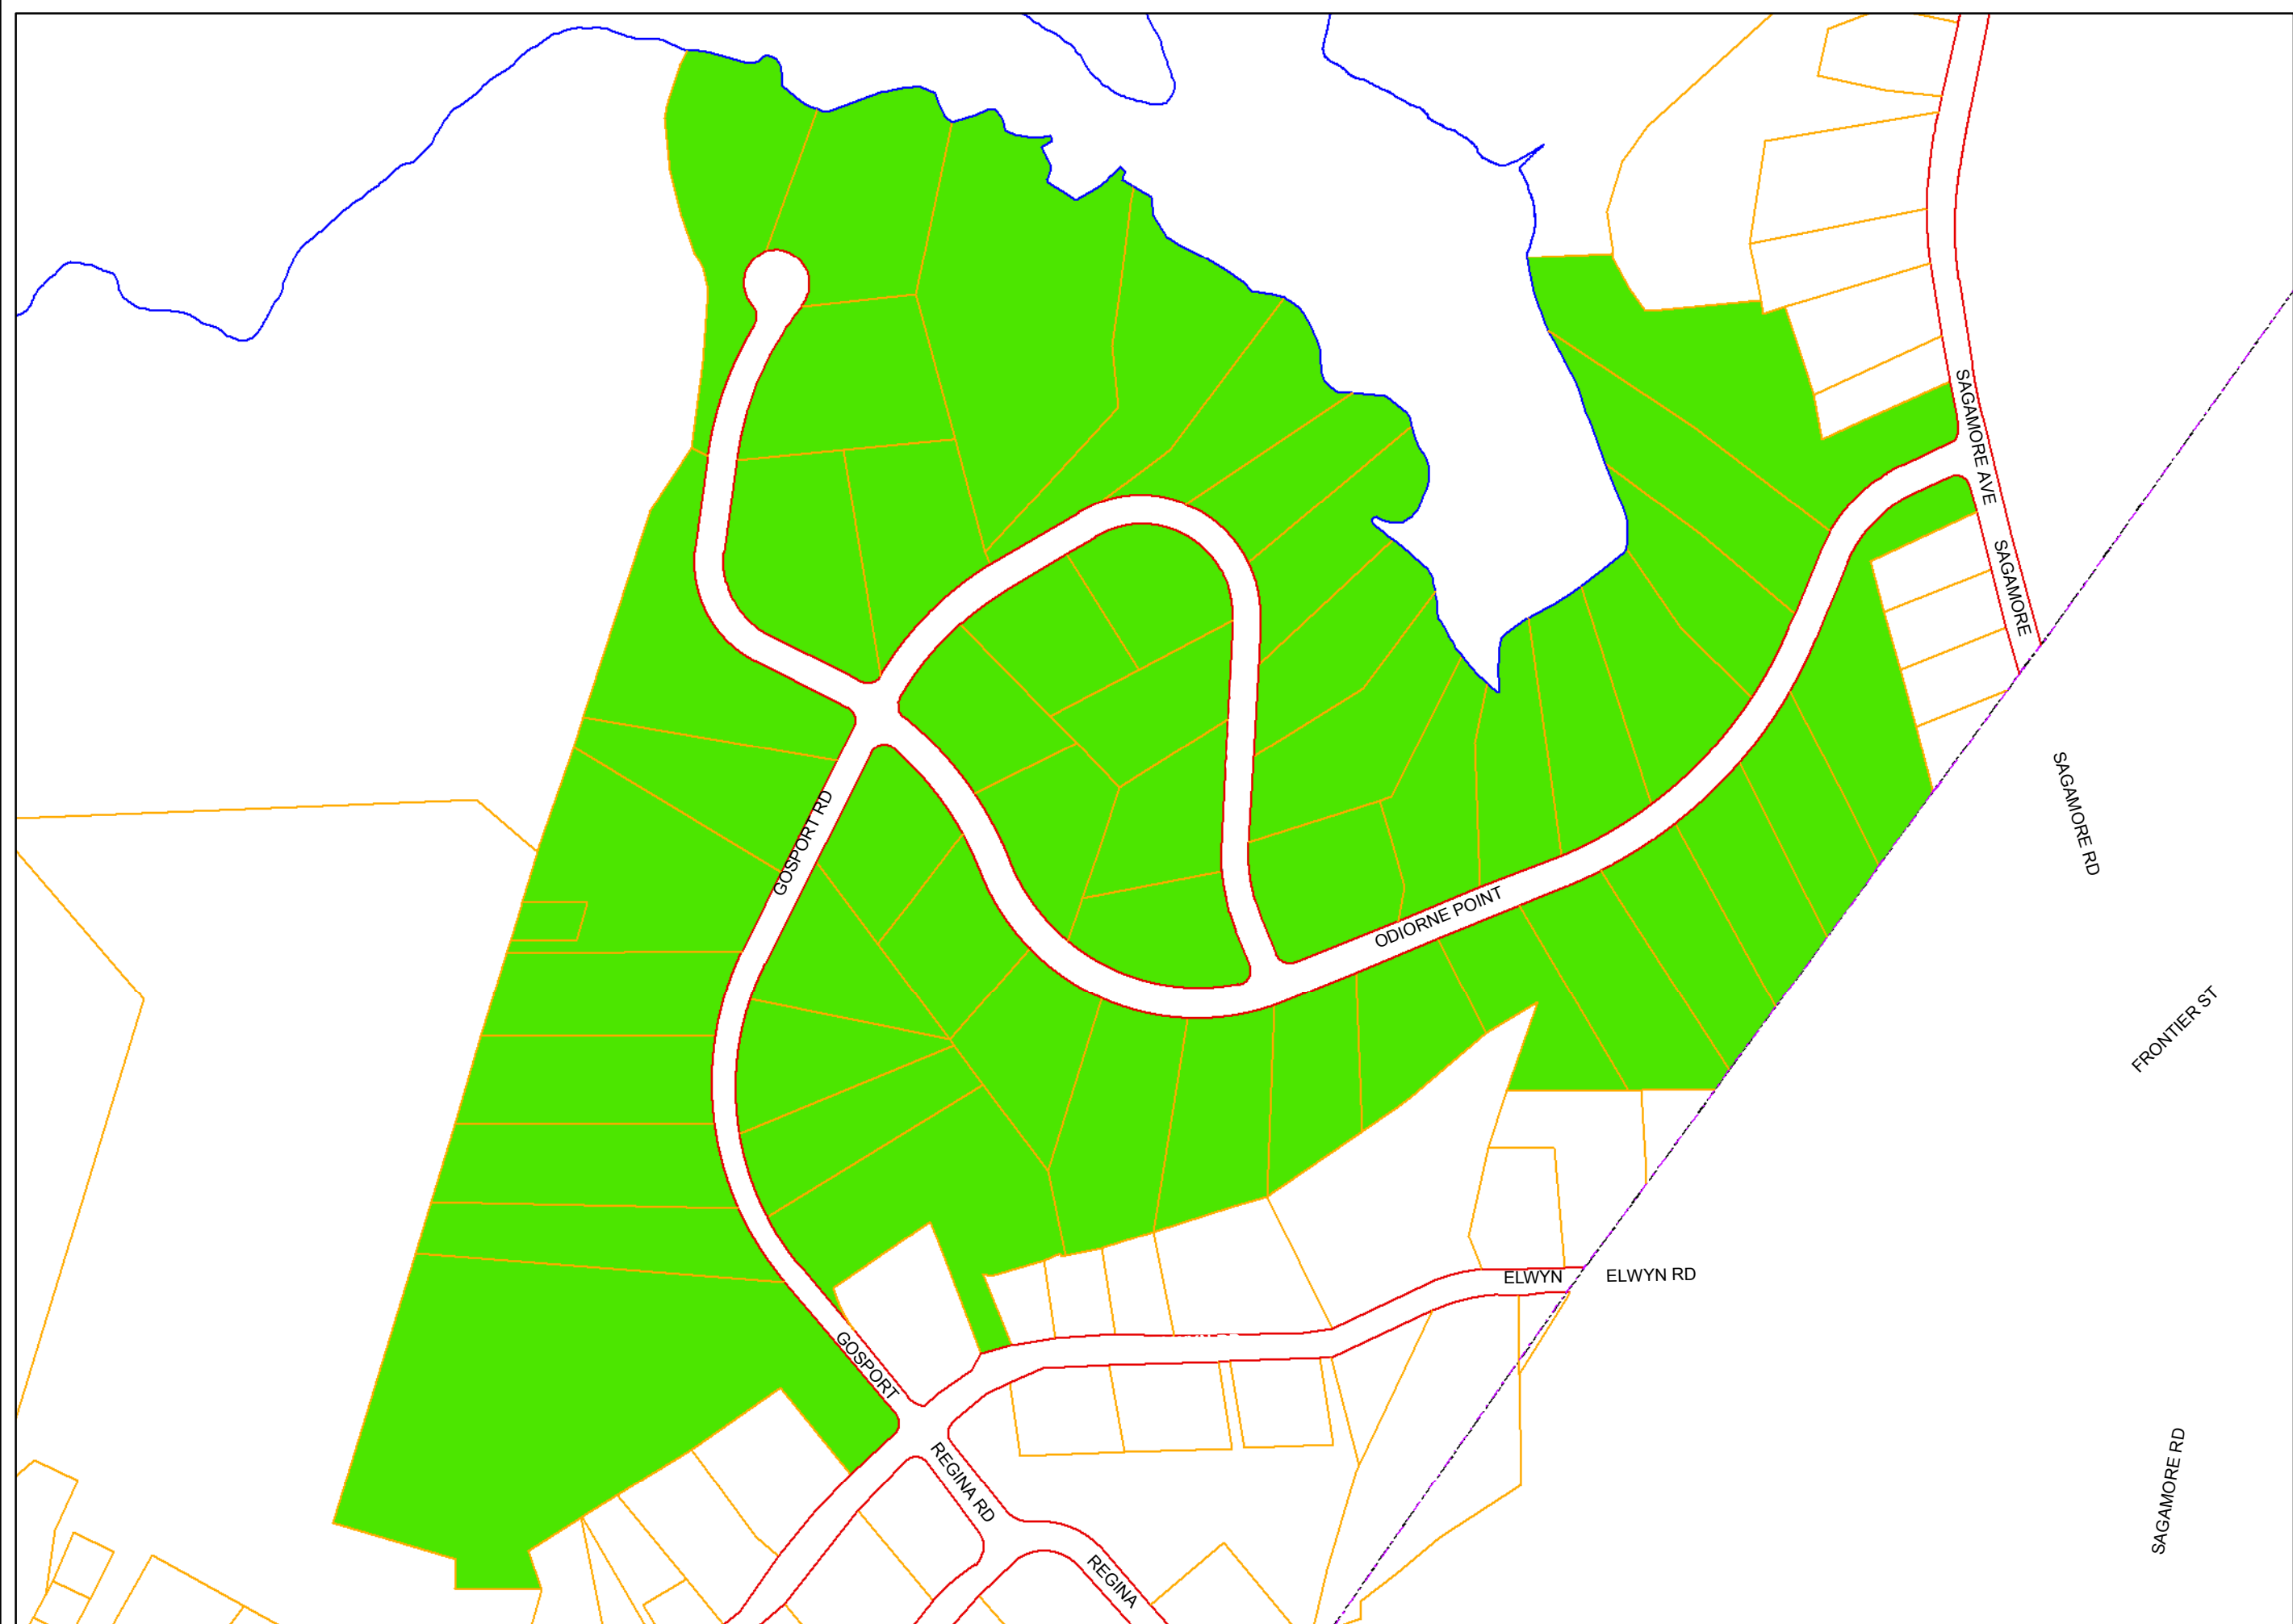 SAGAMORE AVE
SAGAMORE
SAGAMORE RD
GOSPORT RD
ODIORNE POINT
FRONTIER ST
ELWYN
ELWYN RD
GOSPORT
REGINA RD
REGINA
SAGAMORE RD